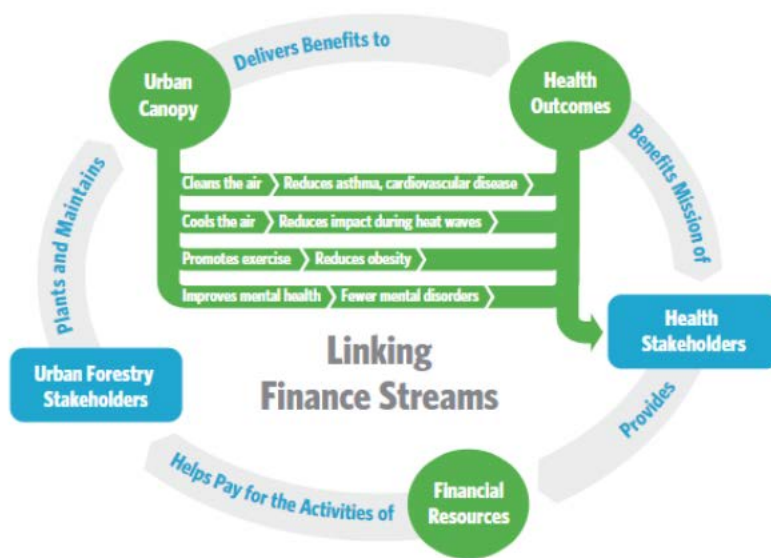 Delivers Benefits to
Urban
Canopy
Health
Outcomes
Benefits Mission of
Cleans the air
Reduces asthma, cardiovascular disease
Cools the air
Reduces impact during heat waves
Promotes exercise
Reduces obesity
Improves mental health
Fewer mental disorders
Plants and Maintains
Health
Stakeholders
Linking
Finance Streams
Urban Forestry
Stakeholders
Provides
Financial
Resources
Helps Pay for the Activities of